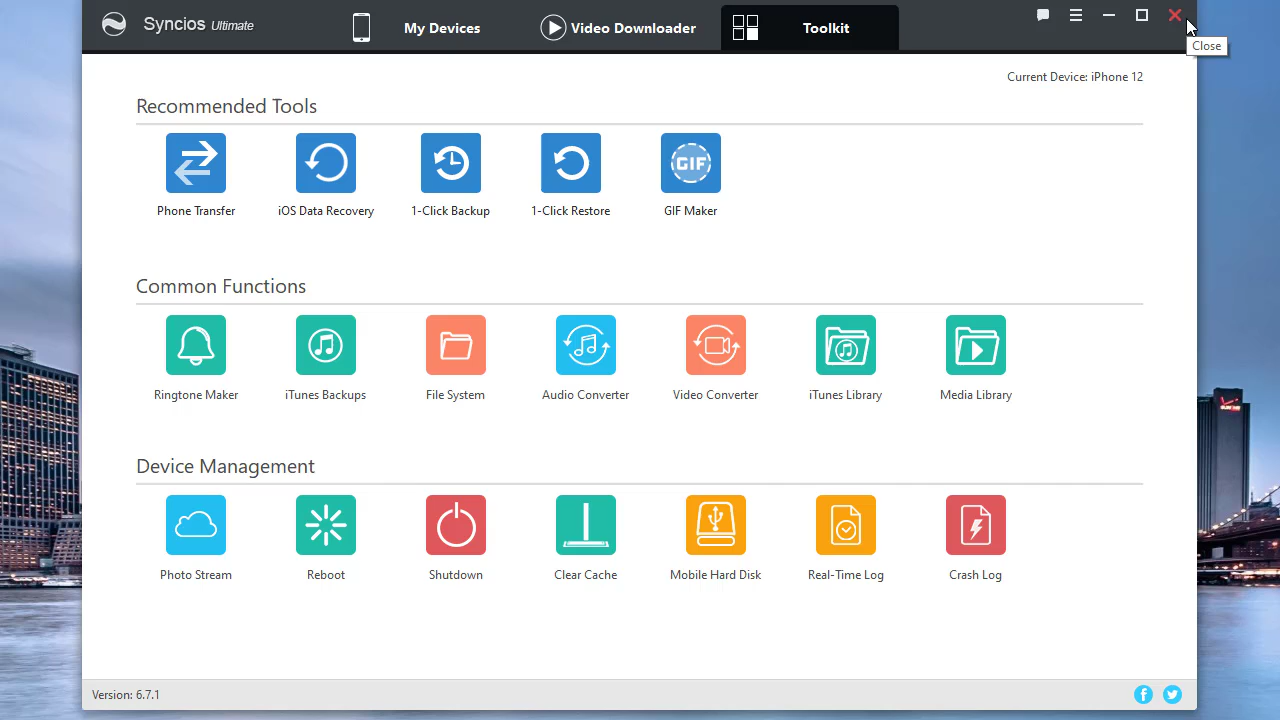 Syncios Ultimate
My Devices
Video Downloader
Toolkit
Close
Current Device: iPhone 12
Recommended Tools
GIF
Phone Transfer
iOS Data Recovery
1-Click Backup
1-Click Restore
GIF Maker
Common Functions
Ringtone Maker
iTunes Backups
File System
Audio Converter
Video Converter
iTunes Library
Media Library
Device Management
Photo Stream
Reboot
Shutdown
Clear Cache
Mobile Hard Disk
Real-Time Log
Crash Log
Version: 6.7.1